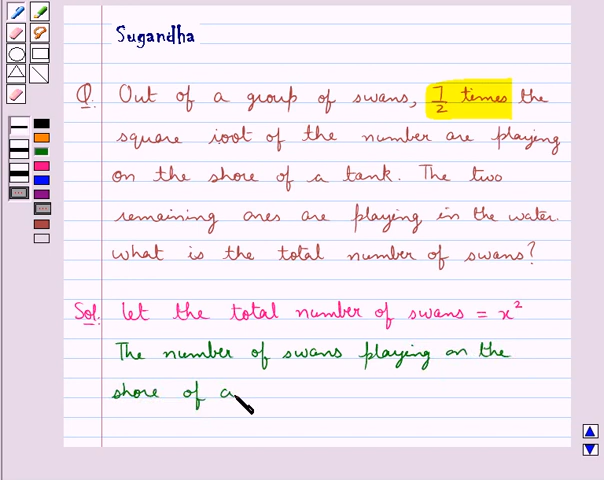 Sugandha
Q. Out of a group of swans, 7/2 times the
square root of the number are playing
on the shore of a tank. The two
remaining ones are playing in the water.
What is the total number of swans?
Sol. let the total number of swans = x²
The number of swans playing on the
shore of a